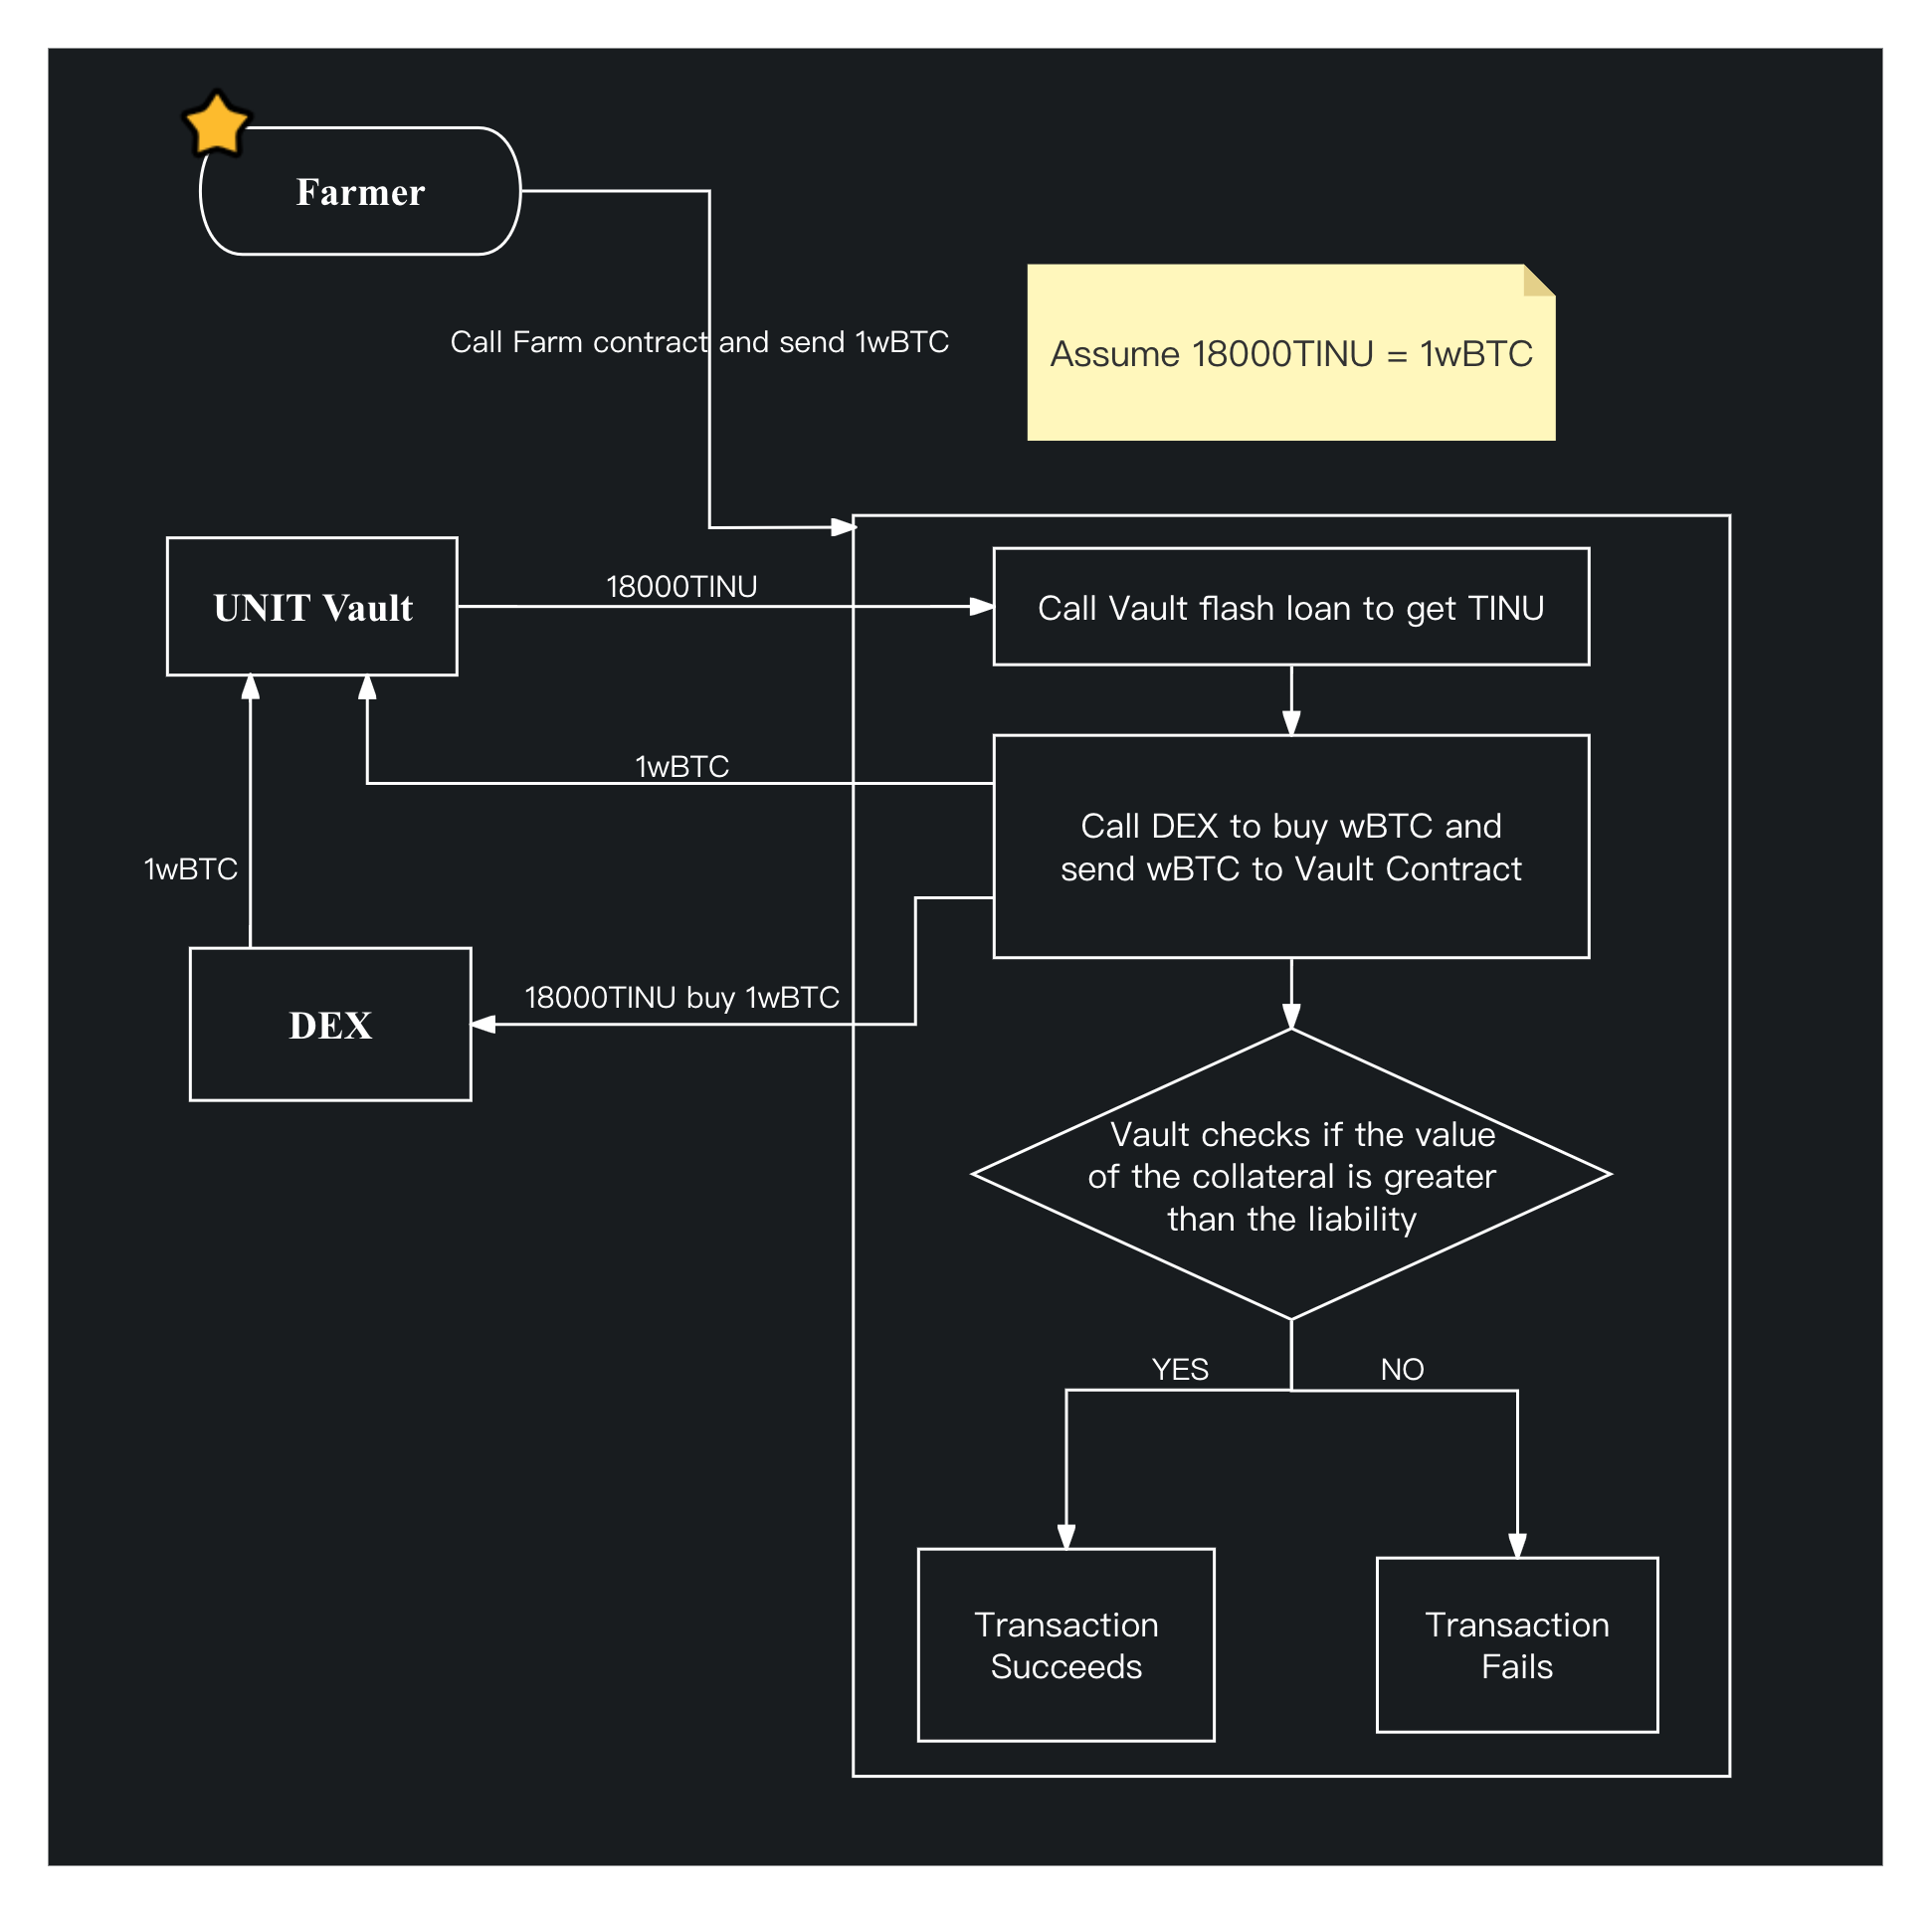 Farmer
Call Farm contract and send 1wBTC
Assume 18000TINU = 1wBTC
UNIT Vault
18000TINU
Call Vault flash loan to get TINU
1wBTC
Call DEX to buy wBTC and
send wBTC to Vault Contract
1wBTC
DEX
18000TINU buy 1wBTC
Vault checks if the value
of the collateral is greater
than the liability
YES
NO
Transaction
Succeeds
Transaction
Fails